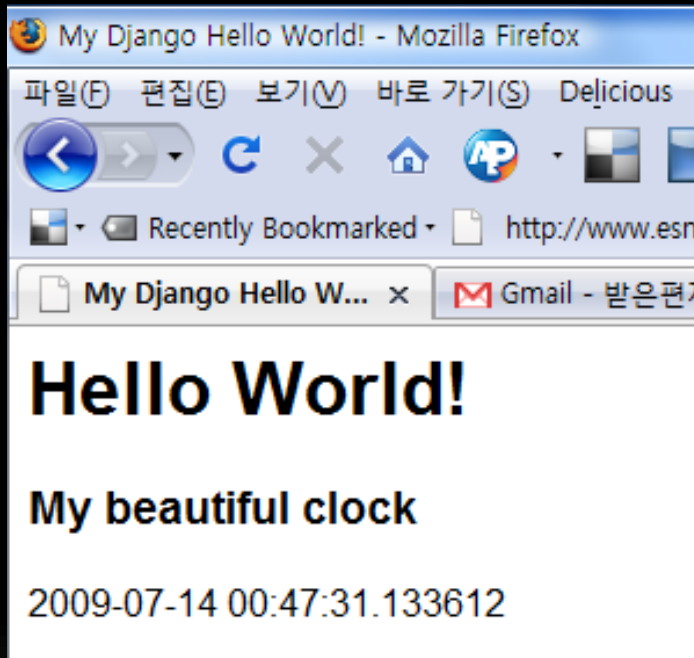 My Django Hello World! - Mozilla Firefox
파일(F) 편집(E) 보기(V) 바로 가기(S) Delicious
Recently Bookmarked http://www.esn
My Django Hello W... Gmail - 받은편
Hello World!
My beautiful clock
2009-07-14 00:47:31.133612